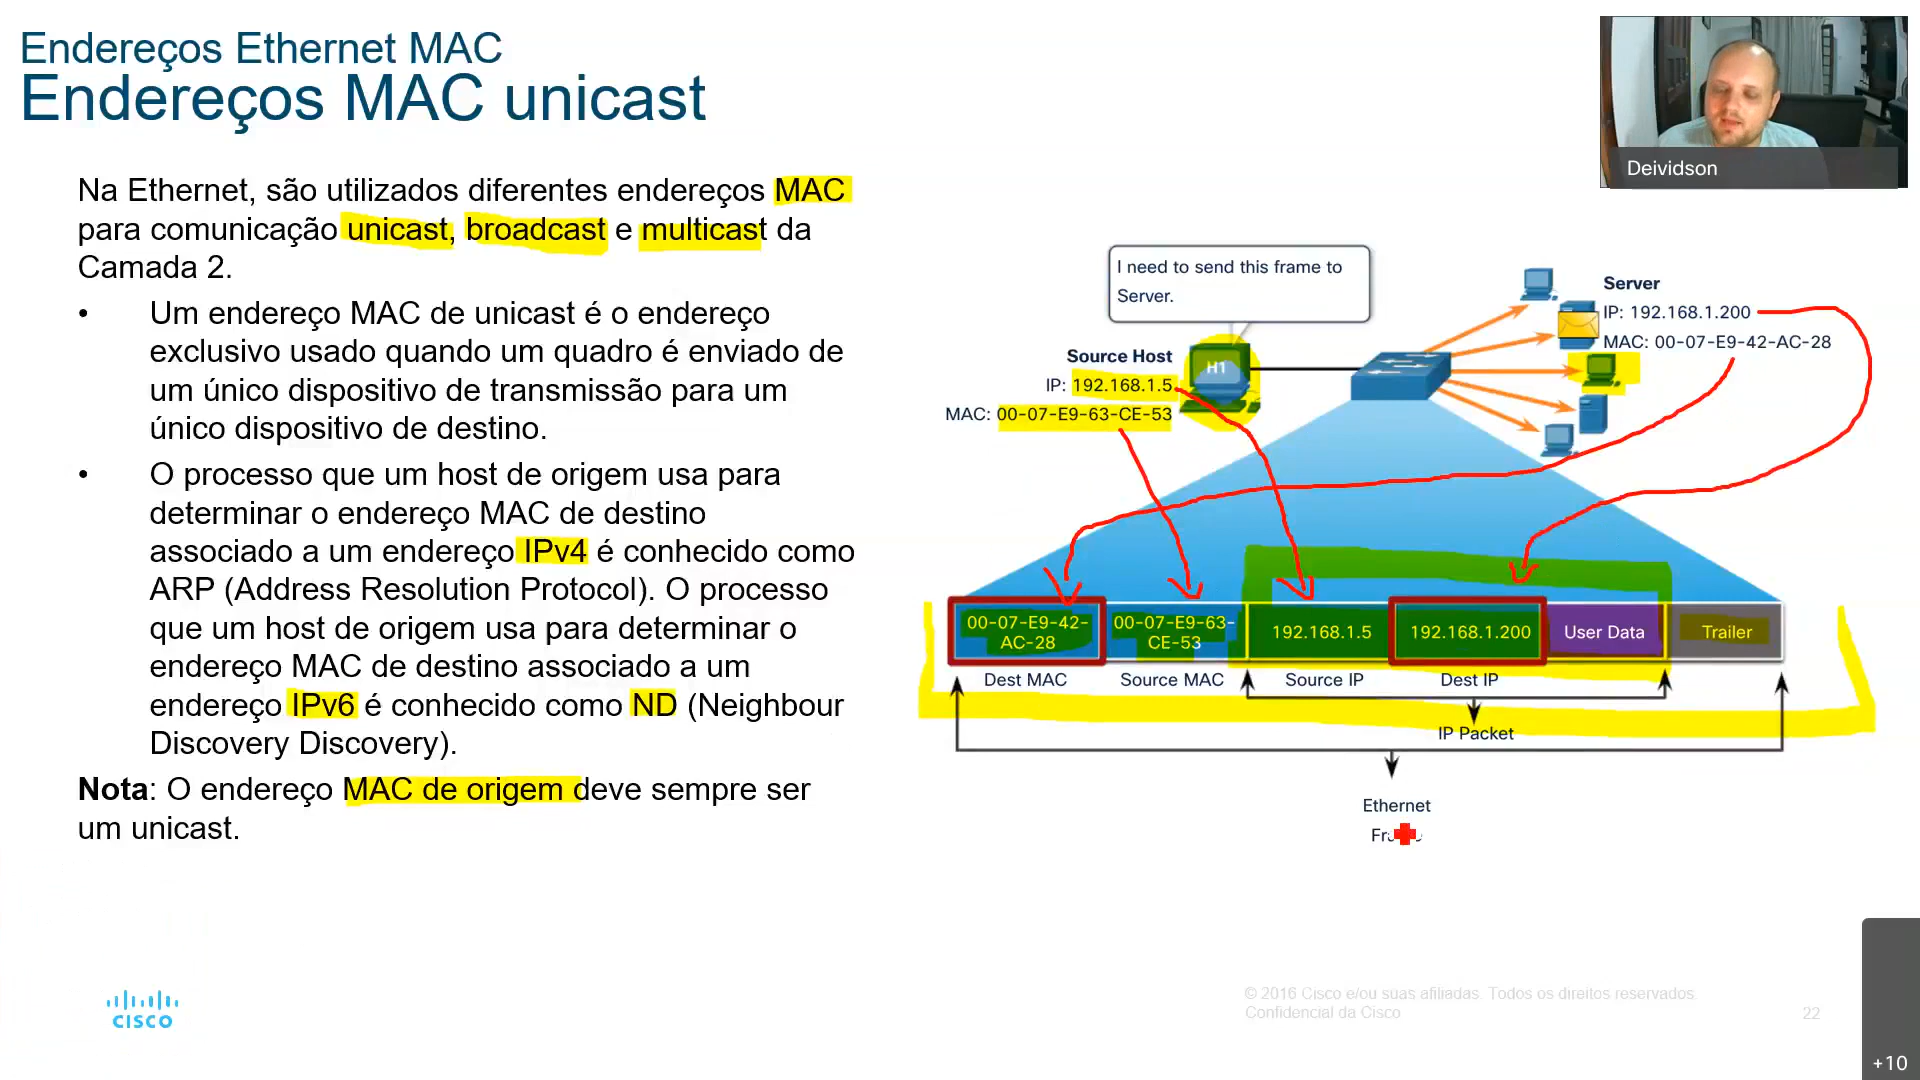 Endereços Ethernet MAC
Endereços MAC unicast
Na Ethernet, são utilizados diferentes endereços MAC
para comunicação unicast, broadcast e multicast da
Camada 2.
• Um endereço MAC de unicast é o endereço
exclusivo usado quando um quadro é enviado de
um único dispositivo de transmissão para um
único dispositivo de destino.
• O processo que um host de origem usa para
determinar o endereço MAC de destino
associado a um endereço IPv4 é conhecido como
ARP (Address Resolution Protocol). O processo
que um host de origem usa para determinar o
endereço MAC de destino associado a um
endereço IPv6 é conhecido como ND (Neighbour
Discovery Discovery).
Nota: O endereço MAC de origem deve sempre ser
um unicast.
Deividson
I need to send this frame to
Server.
Server
IP: 192.168.1.200
MAC: 00-07-E9-42-AC-28
Source Host
IP: 192.168.1.5
MAC: 00-07-E9-63-CE-53
H1
00-07-E9-42-
AC-28
00-07-E9-63-
CE-53
192.168.1.5
192.168.1.200
User Data
Trailer
Dest MAC
Source MAC
Source IP
Dest IP
IP Packet
Ethernet
CISCO
© 2016 Cisco e/ou suas afiliadas. Todos os direitos reservados.
Confidencial da Cisco
22
+10